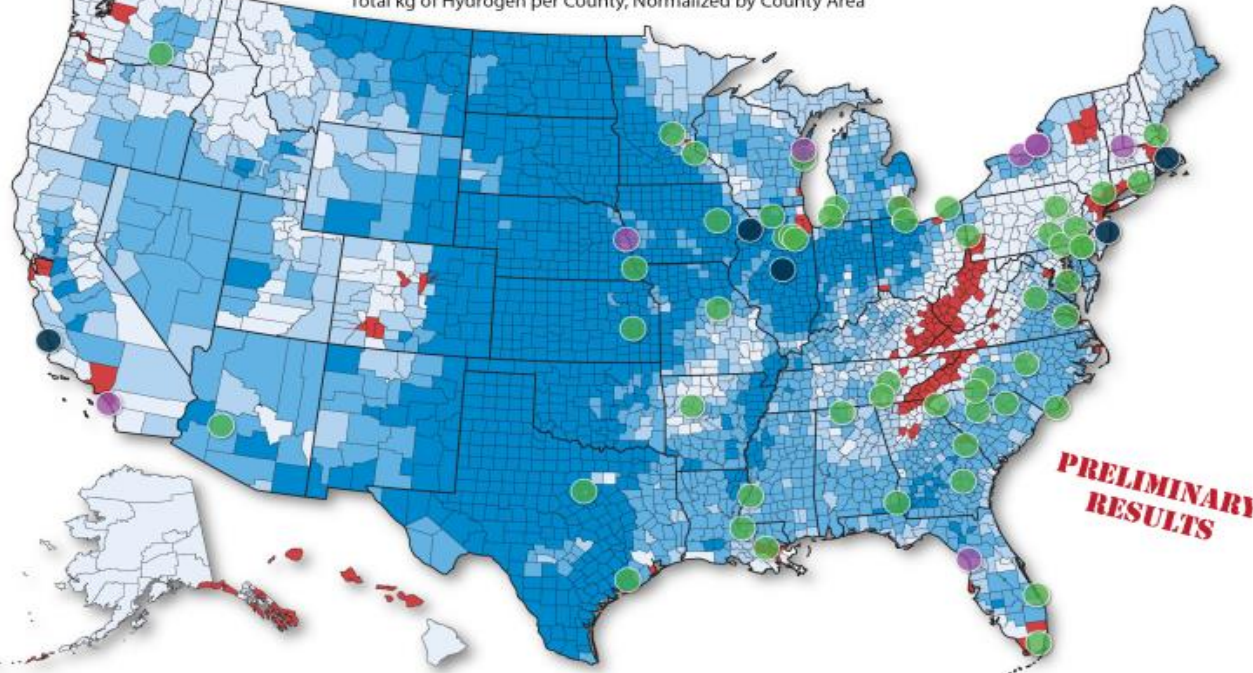 Total kg of Hydrogen per County, Normalized by County Area
PRELIMINARY
RESULTS